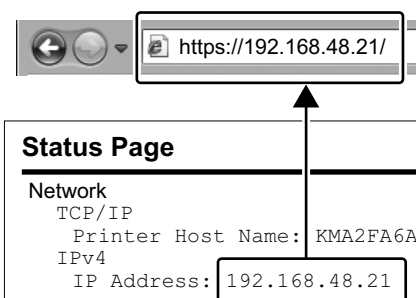 https://192.168.48.21/
Status Page
Network
TCP/IP
Printer Host Name: KMA2FA6A
IPv4
IP Address: 192.168.48.21